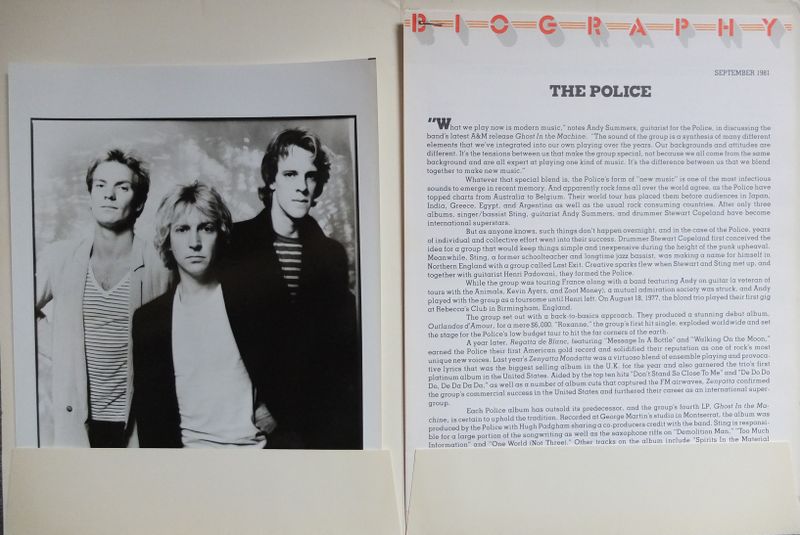 BIOGRAPHY
SEPTEMBER 1981
THE POLICE
"What we play now is modern music," notes Andy Summers, guitarist for the Police, in discussing the
band's latest A&M release Ghost In the Machine. "The sound of the group is a synthesis of many different
elements that we've integrated into our own playing over the years. Our backgrounds and attitudes are
different. It's the tensions between us that make the group special, not because we all come from the same
background and are all expert at playing one kind of music. It's the difference between us that we blend
together to make new music."
Whatever that special blend is, the Police's form of "new music" is one of the most infectious
sounds to emerge in recent memory. And apparently rock fans all over the world agree, as the Police have
topped charts from Australia to Belgium. Their world tour has placed them before audiences in Japan,
India, Greece, Egypt, and Argentina as well as the usual rock consuming countries. After only three
albums, singer/bassist Sting, guitarist Andy Summers, and drummer Stewart Copeland have become
international superstars.
But as anyone knows, such things don't happen overnight, and in the case of the Police, years
of individual and collective effort went into their success. Drummer Stewart Copeland first conceived the
idea for a group that would keep things simple and inexpensive during the height of the punk upheaval.
Meanwhile, Sting, a former schoolteacher and longtime jazz bassist, was making a name for himself in
Northern England with a group called Last Exit. Creative sparks flew when Stewart and Sting met up, and
together with guitarist Henri Padovani, they formed the Police.
While the group was touring France along with a band featuring Andy on guitar (a veteran of
tours with the Animals, Kevin Ayers, and Zoot Money), a mutual admiration society was struck, and Andy
played with the group as a foursome until Henri left. On August 18, 1977, the blond trio played their first gig
at Rebecca's Club in Birmingham, England.
The group set out with a back-to-basics approach. They produced a stunning debut album,
Outlandos d'Amour, for a mere $6,000. "Roxanne," the group's first hit single, exploded worldwide and set
the stage for the Police's low budget tour to hit the far corners of the earth.
A year later, Regatta de Blanc, featuring "Message In A Bottle" and "Walking On the Moon,"
earned the Police their first American gold record and solidified their reputation as one of rock's most
unique new voices. Last year's Zenyatta Mondatta was a virtuoso blend of ensemble playing and provoca-
tive lyrics that was the biggest selling album in the U.K. for the year and also garnered the trio's first
platinum album in the United States. Aided by the top ten hits "Don't Stand So Close To Me" and "De Do Do
Do, De Da Da Da," as well as a number of album cuts that captured the FM airwaves, Zenyatta confirmed
the group's commercial success in the United States and furthered their career as an international super-
group.
Each Police album has outsold its predecessor, and the group's fourth LP, Ghost In the Ma-
chine, is certain to uphold the tradition. Recorded at George Martin's studio in Montserrat, the album was
produced by the Police with Hugh Padgham sharing a co-producers credit with the band. Sting is responsi-
ble for a large portion of the songwriting as well as the saxophone riffs on "Demolition Man," "Too Much
Information" and "One World (Not Three)." Other tracks on the album include "Spirits In the Material